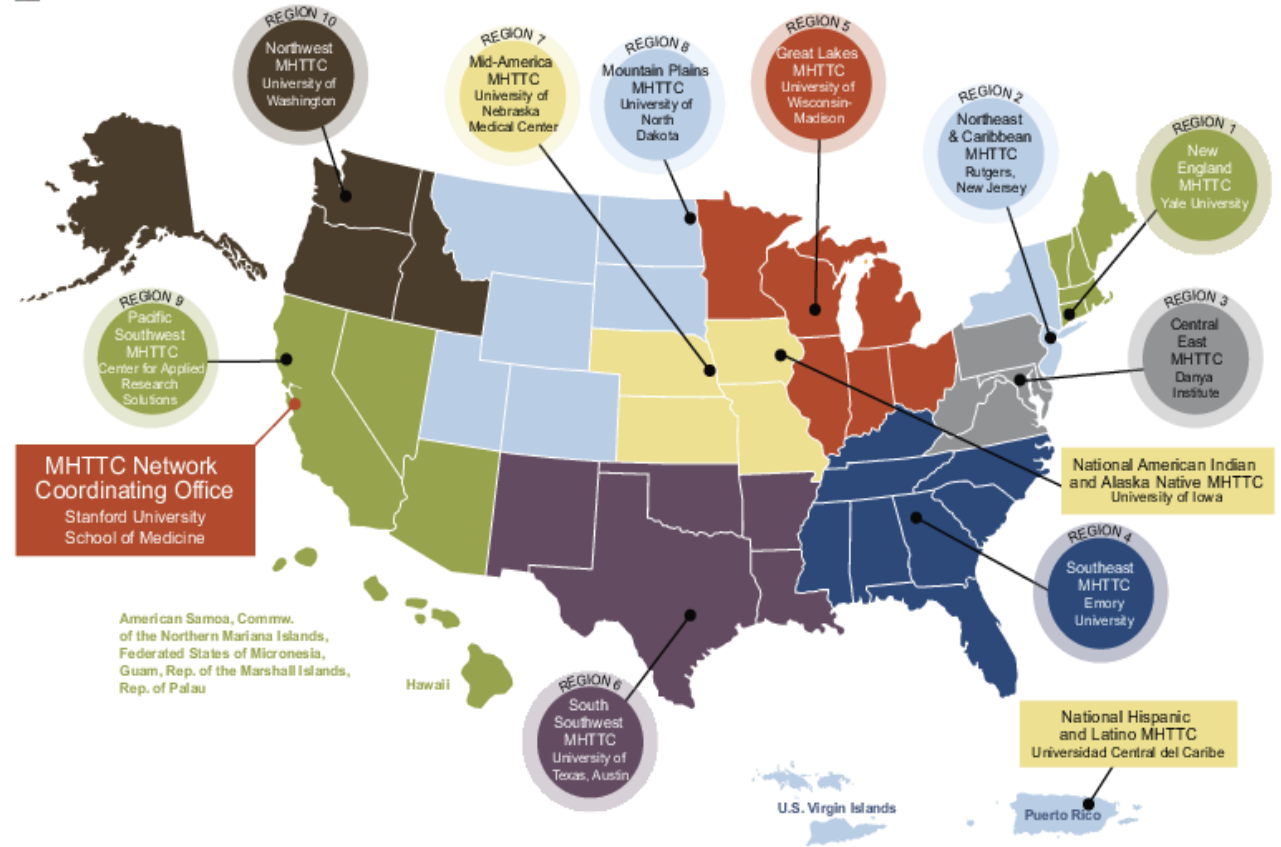 REGION 10
Northwest
MHTTC
University of
Washington
REGION 7
Mid-America
MHTTC
University of
Nebraska
Medical Center
REGION 8
Mountain Plains
MHTTC
University of
North
Dakota
REGION 5
Great Lakes
MHTTC
University of
Wisconsin-
Madison
REGION 2
Northeast
& Caribbean
MHTTC
Rutgers,
New Jersey
REGION 1
New
England
MHTTC
Yale University
REGION 9
Pacific
Southwest
MHTTC
Center for Applied
Research
Solutions
REGION 3
Central
East
MHTTC
Danya
Institute
MHTTC Network
Coordinating Office
Stanford University
School of Medicine
National American Indian
and Alaska Native MHTTC
University of Iowa
REGION 4
Southeast
MHTTC
Emory
University
American Samoa, Commw.
of the Northern Mariana Islands,
Federated States of Micronesia,
Guam, Rep. of the Marshall Islands,
Rep. of Palau
Hawaii
REGION 6
South
Southwest
MHTTC
University of
Texas, Austin
National Hispanic
and Latino MHTTC
Universidad Central del Caribe
U.S. Virgin Islands
Puerto Rico